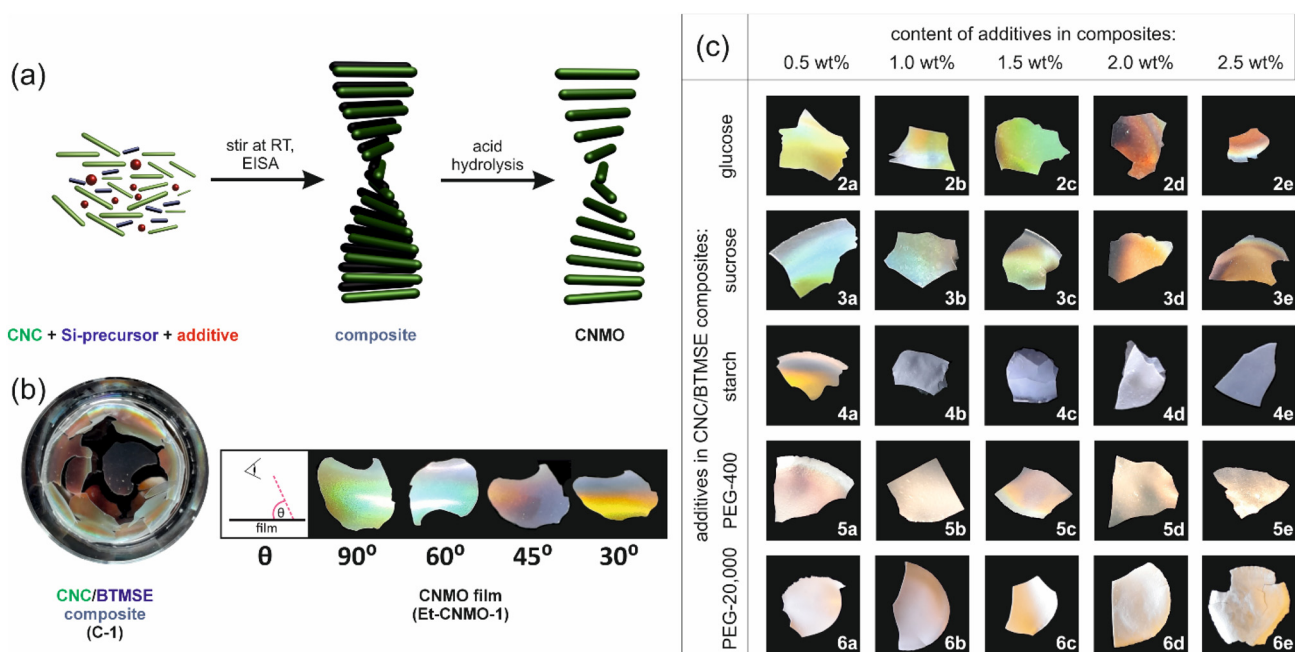 (a)
stir at RT,
EISA
acid
hydrolysis
CNC + Si-precursor + additive
composite
CNMO
(b)
CNC/BTMSE
composite
(C-1)
film
θ
θ
90⁰
60⁰
45⁰
30⁰
CNMO film
(Et-CNMO-1)
(c)
content of additives in composites:
0.5 wt%
1.0 wt%
1.5 wt%
2.0 wt%
2.5 wt%
additives in CNC/BTMSE composites:
glucose
2a
2b
2c
2d
2e
sucrose
3a
3b
3c
3d
3e
starch
4a
4b
4c
4d
4e
PEG-400
5a
5b
5c
5d
5e
PEG-20,000
6a
6b
6c
6d
6e